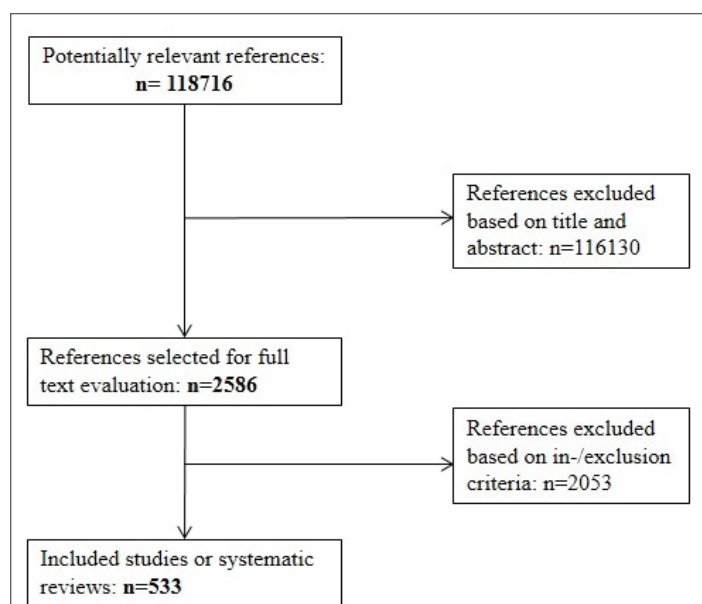 Potentially relevant references:
n= 118716
References excluded
based on title and
abstract: n=116130
References selected for full
text evaluation: n=2586
References excluded
based on in-/exclusion
criteria: n=2053
Included studies or systematic
reviews: n=533